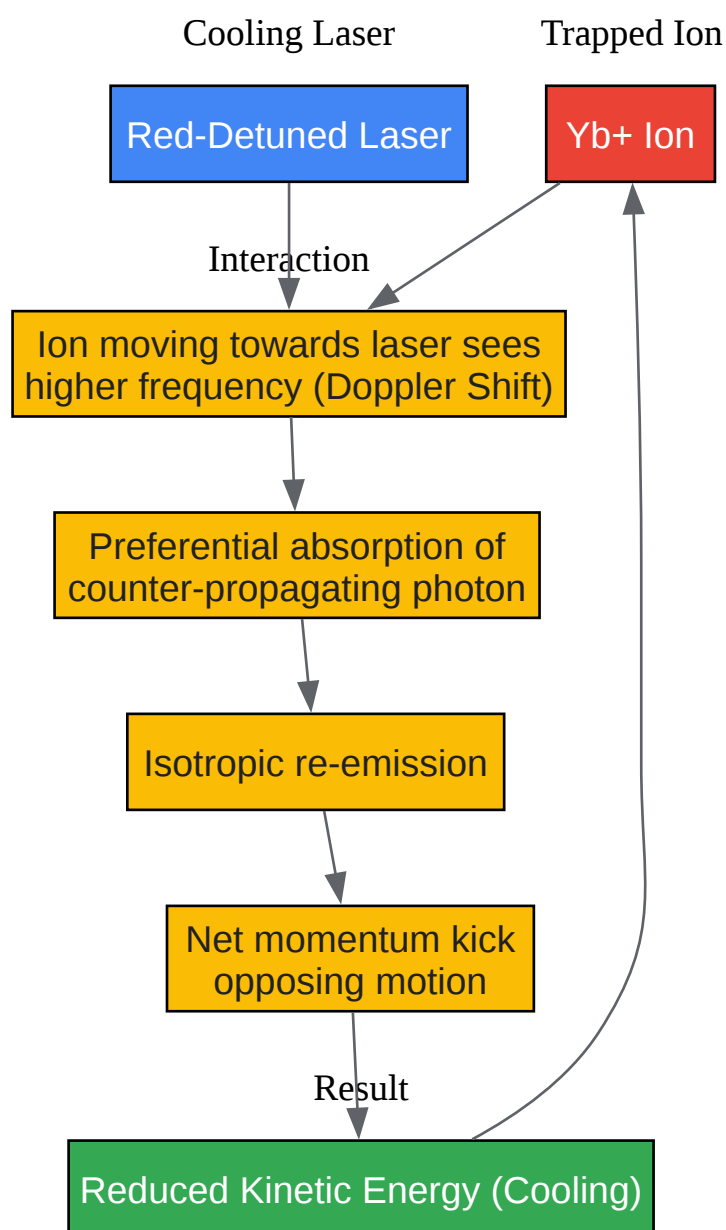 Cooling Laser
Trapped Ion
Red-Detuned Laser
Yb+ Ion
Interaction
Ion moving towards laser sees
higher frequency (Doppler Shift)
Preferential absorption of
counter-propagating photon
Isotropic re-emission
Net momentum kick
opposing motion
Result
Reduced Kinetic Energy (Cooling)